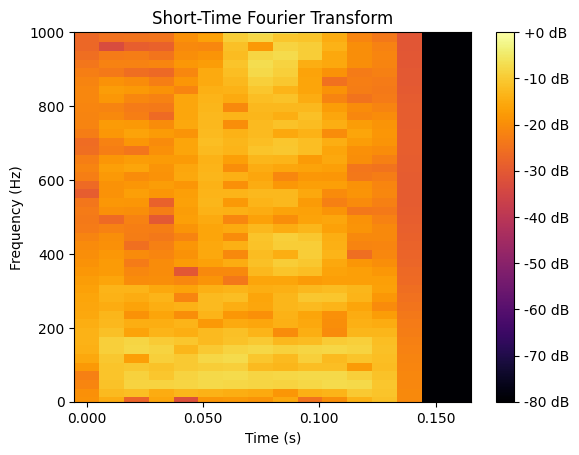 Short-Time Fourier Transform
1000
800
600
400
200
0
Frequency (Hz)
0.000
0.050
0.100
0.150
Time (s)
+0 dB
-10 dB
-20 dB
-30 dB
-40 dB
-50 dB
-60 dB
-70 dB
-80 dB